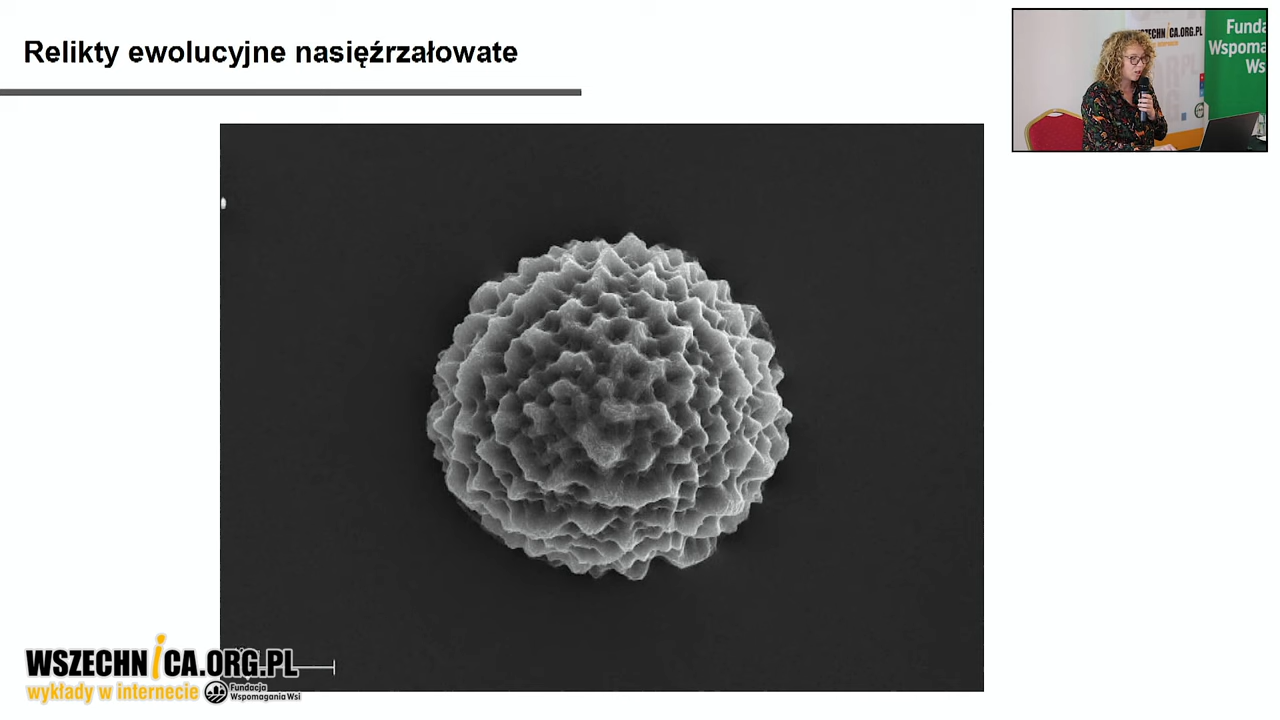 Relikty ewolucyjne nasięźrzałowate
WSZECHNICA.ORG.PL
Funda
Wspoma
Ws
WSZECHNICA.ORG.PL
wykłady w internecie
Fundacja
Wspomagania Wsi